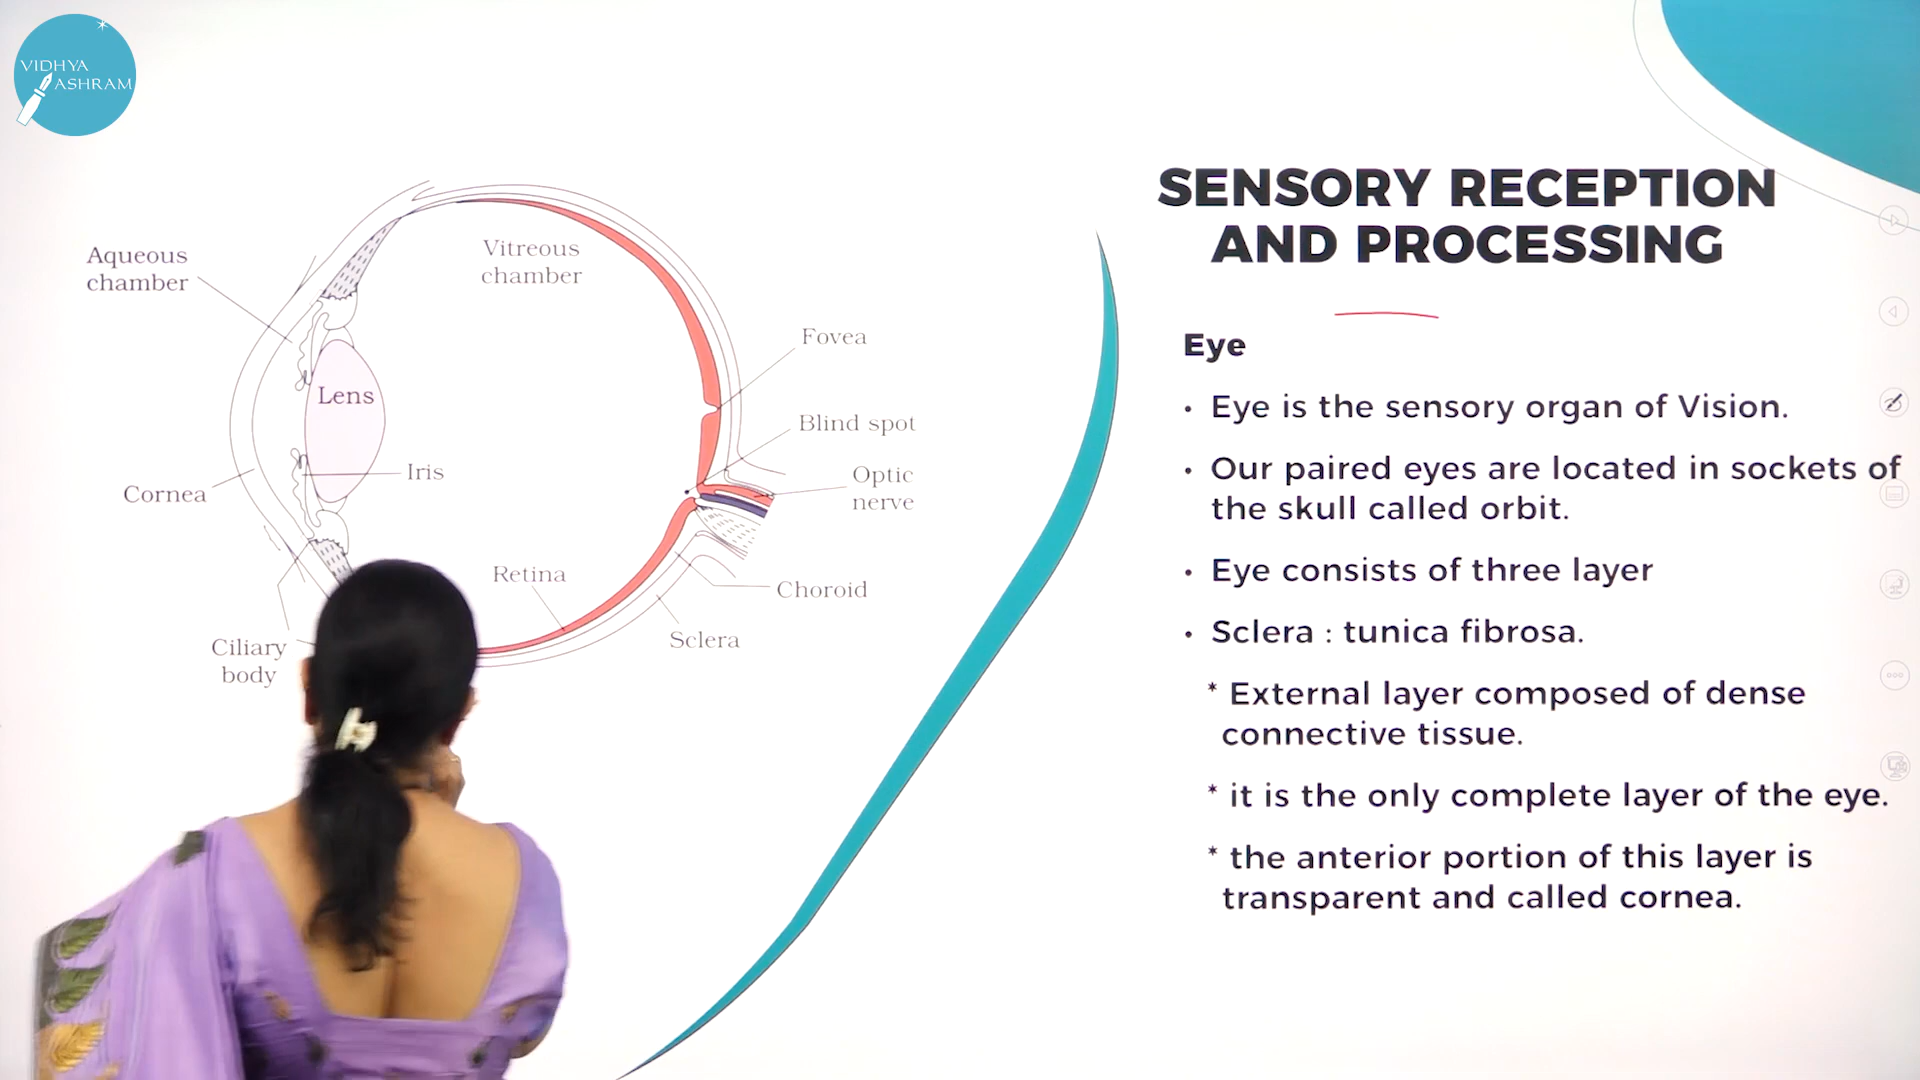 VIDHYA
ASHRAM
SENSORY RECEPTION
AND PROCESSING
Eye
• Eye is the sensory organ of Vision.
• Our paired eyes are located in sockets of
the skull called orbit.
• Eye consists of three layer
• Sclera : tunica fibrosa.
* External layer composed of dense
connective tissue.
* it is the only complete layer of the eye.
* the anterior portion of this layer is
transparent and called cornea.
Aqueous
chamber
Vitreous
chamber
Fovea
Lens
Blind spot
Iris
Optic
nerve
Cornea
Retina
Choroid
Sclera
Ciliary
body